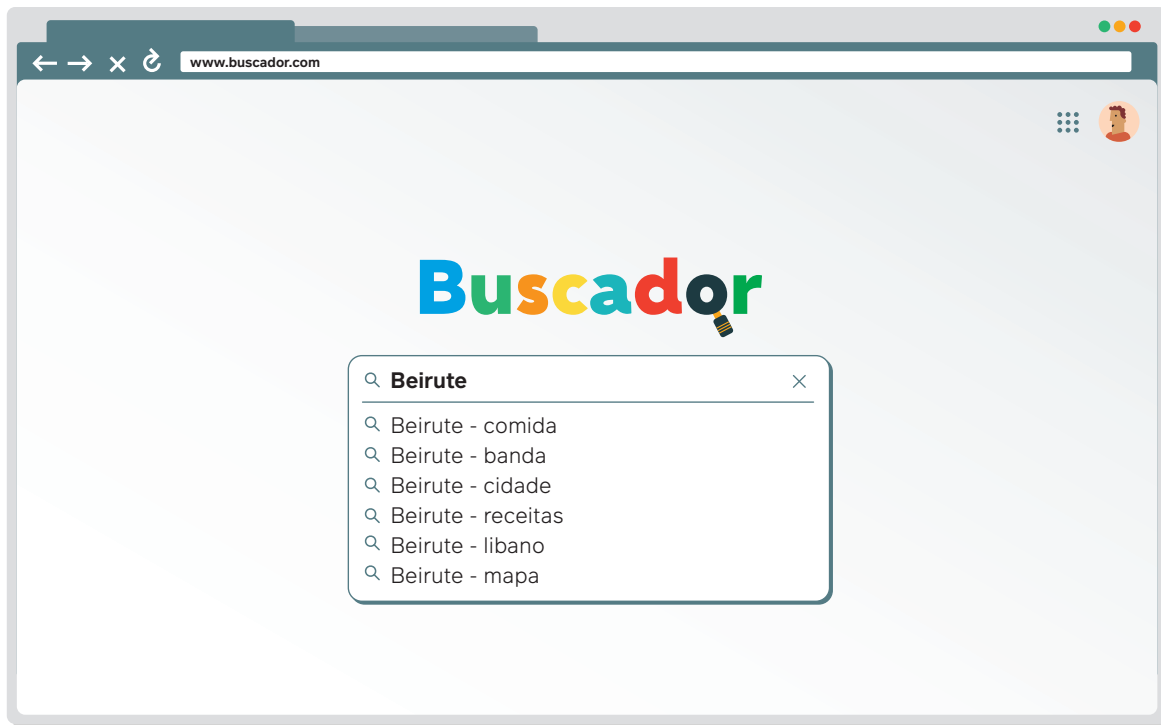 www.buscador.com
Buscador
Beirute
Beirute - comida
Beirute - banda
Beirute - cidade
Beirute - receitas
Beirute - libano
Beirute - mapa